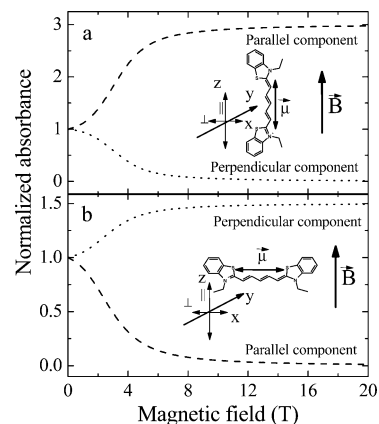 Normalized absorbance
3
2
1
0
a
Parallel component
N
S
S
N+
μ
z
y
x
||
⊥
B
Perpendicular component
1.5
1.0
0.5
0.0
b
Perpendicular component
μ
S
S
N+
N
z
y
x
||
⊥
B
Parallel component
0 4 8 12 16 20
Magnetic field (T)